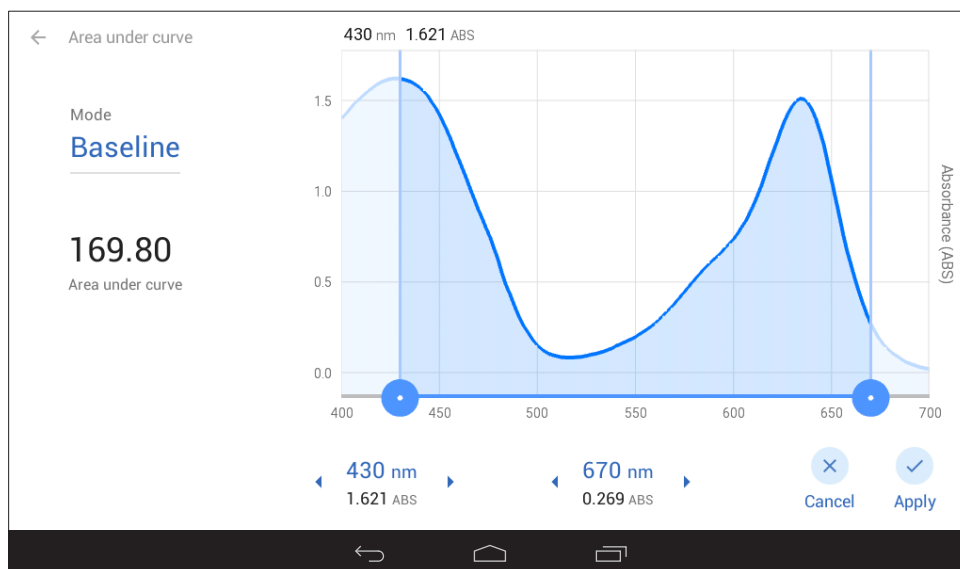 Area under curve
430 nm 1.621 ABS
Mode
Baseline
169.80
Area under curve
1.5
1.0
0.5
0.0
400 450 500 550 600 650 700
Absorbance (ABS)
430 nm
1.621 ABS
670 nm
0.269 ABS
Cancel
Apply